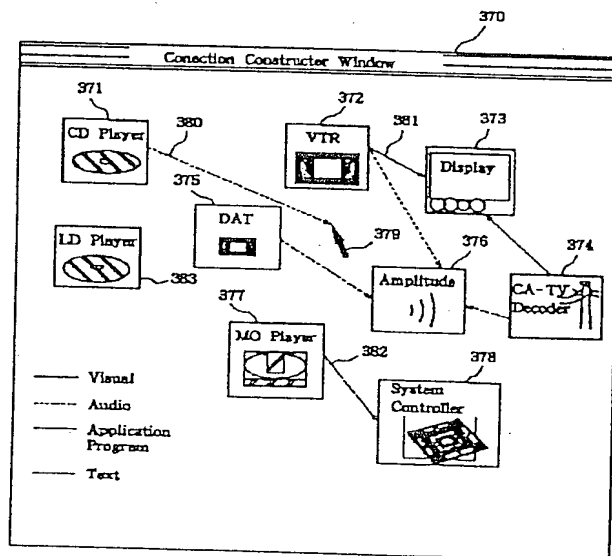 370
Conection Constructer Window
371
CD Player
380
372
VTR
381
373
Display
375
DAT
379
376
Amplitude
374
CA-TV
Decoder
LD Player
383
377
MO Player
382
378
System
Controller
Visual
Audio
Application
Program
Text